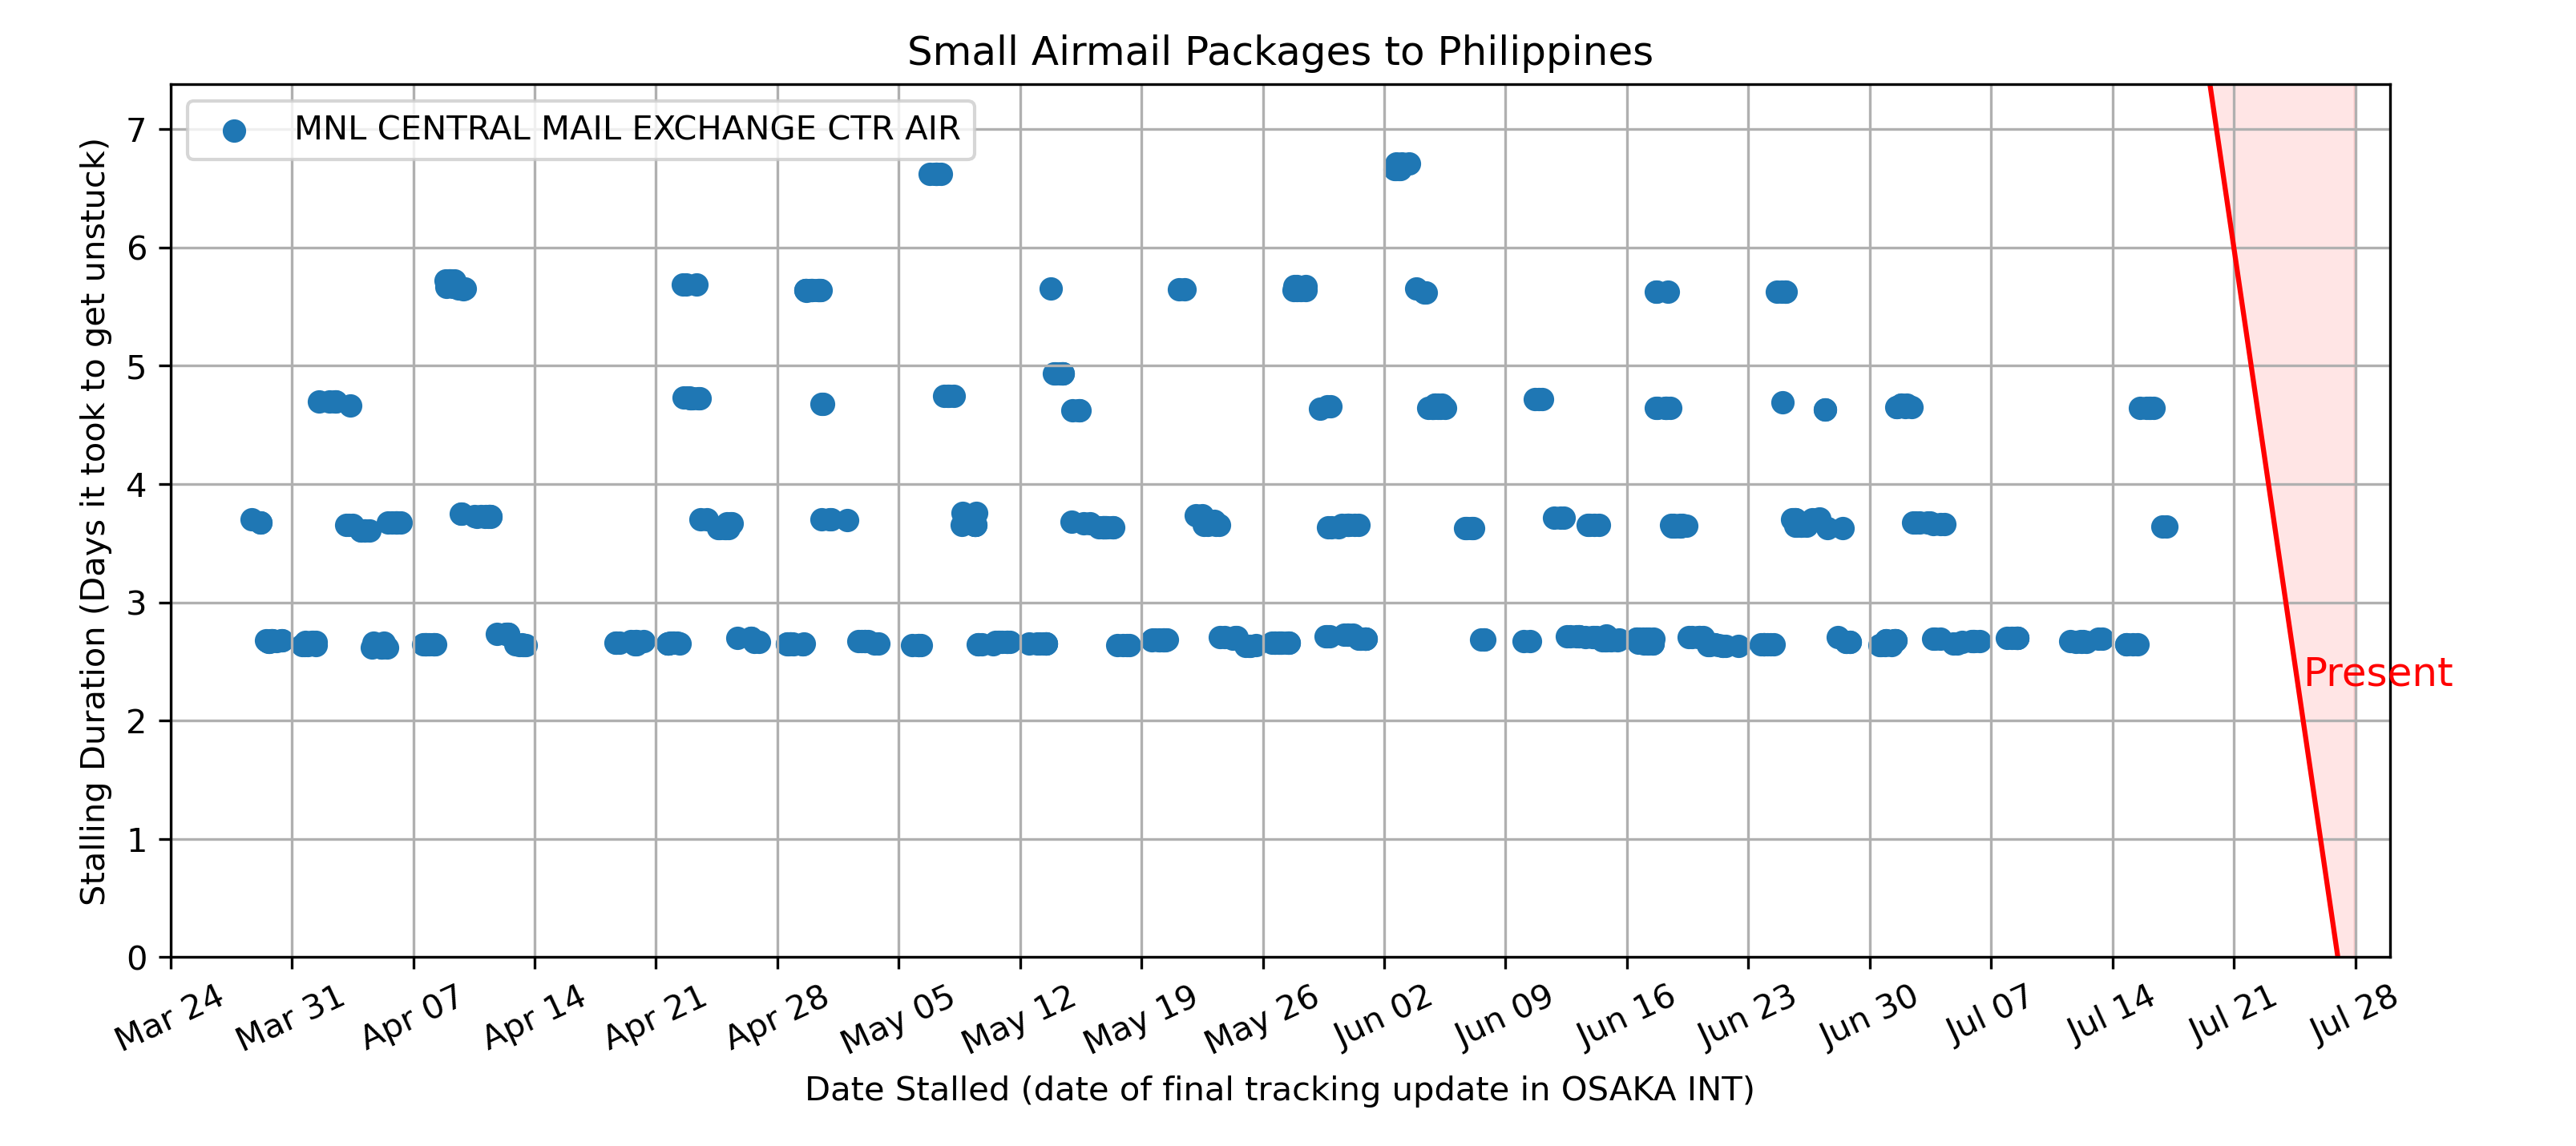 Small Airmail Packages to Philippines
MNL CENTRAL MAIL EXCHANGE CTR AIR
Stalling Duration (Days it took to get unstuck)
7
6
5
4
3
2
1
0
Present
Mar 24
Mar 31
Apr 07
Apr 14
Apr 21
Apr 28
May 05
May 12
May 19
May 26
Jun 02
Jun 09
Jun 16
Jun 23
Jun 30
Jul 07
Jul 14
Jul 21
Jul 28
Date Stalled (date of final tracking update in OSAKA INT)